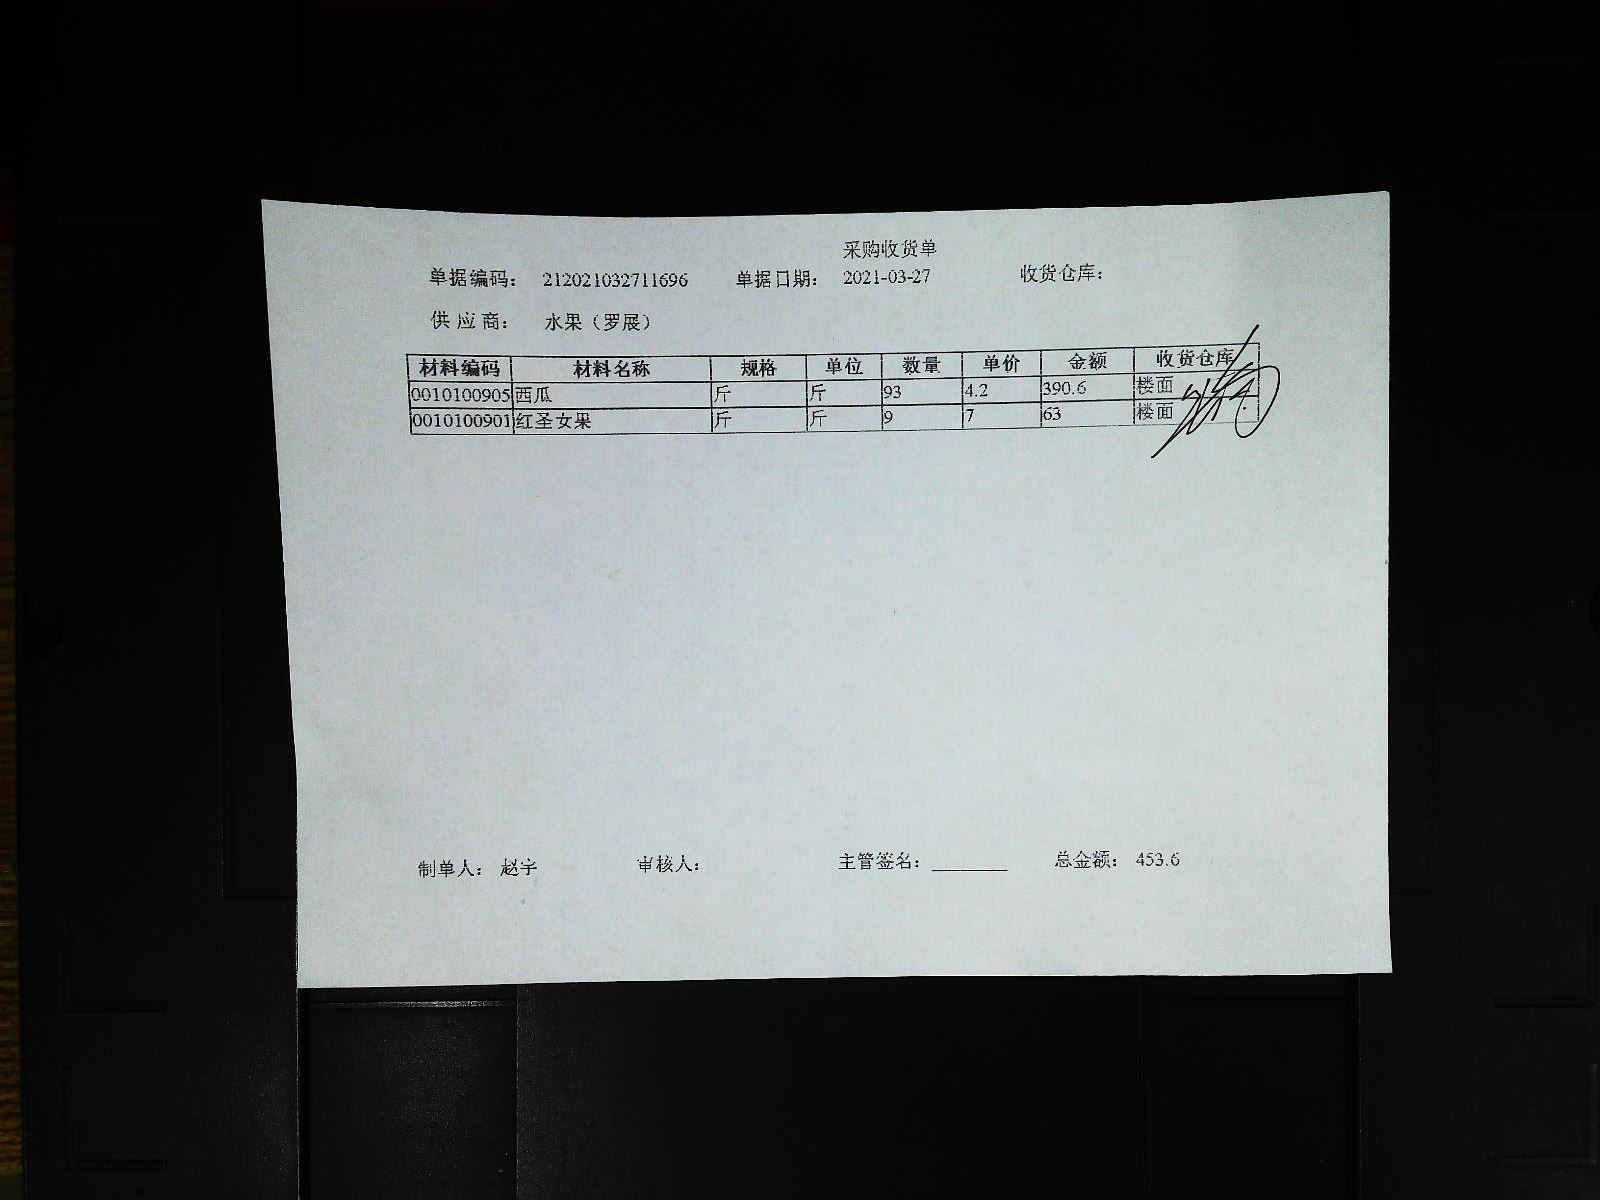 采购收货单
单据编码： 212021032711696 单据日期： 2021-03-27 收货仓库：
供 应 商： 水果（罗展）
材料编码 材料名称 规格 单位 数量 单价 金额 收货仓库
0010100905 西瓜 斤 斤 93 4.2 390.6 楼面
0010100901 红圣女果 斤 斤 9 7 63 楼面
制单人： 赵宇 审核人： 主管签名： 总金额： 453.6